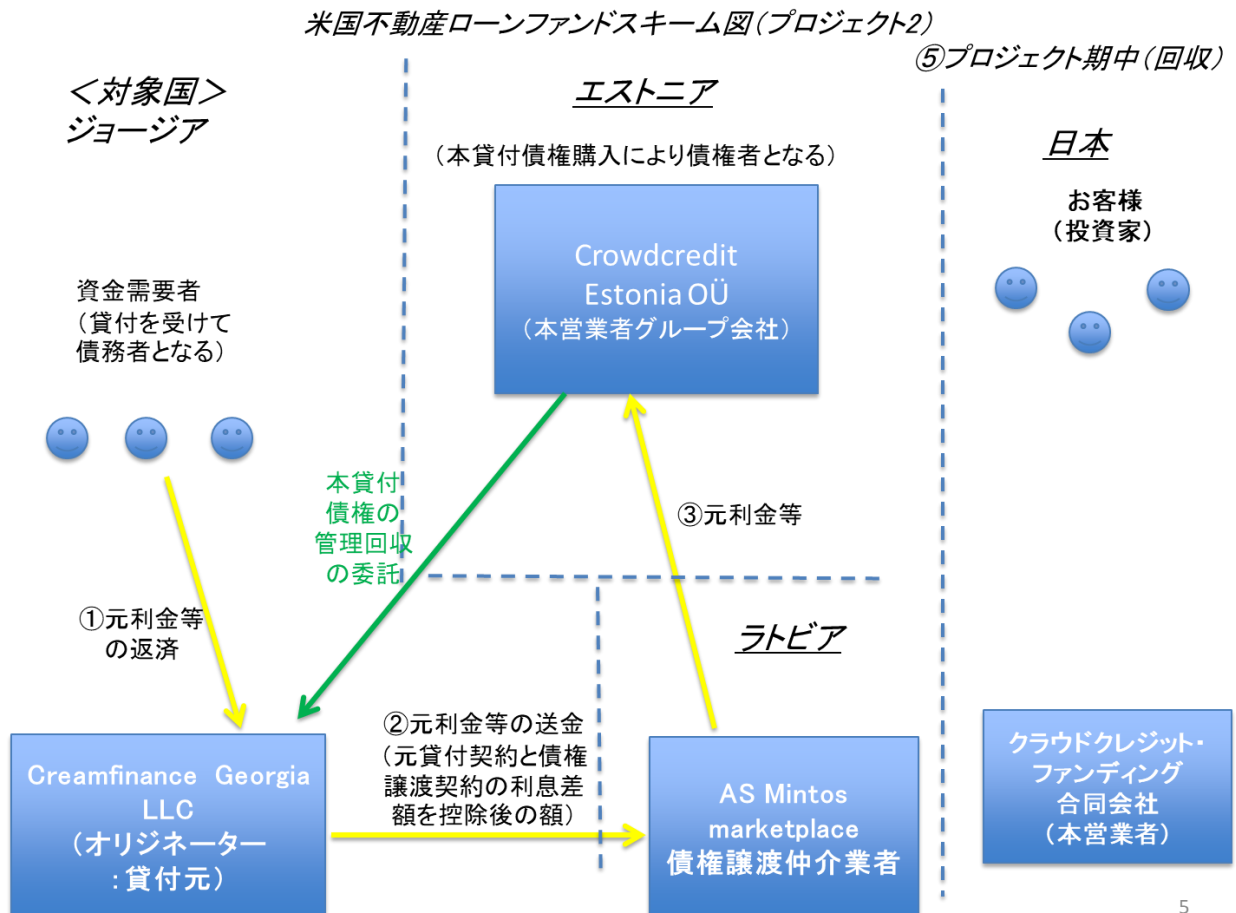 米国不動産ローンファンドスキーム図(プロジェクト2)
⑤プロジェクト期中(回収)
<対象国>
ジョージア
エストニア
日本
(本貸付債権購入により債権者となる)
お客様
(投資家)
Crowdcredit
Estonia OÜ
(本営業者グループ会社)
資金需要者
(貸付を受けて
債務者となる)
本貸付
債権の
管理回収
の委託
③元利金等
①元利金等
の返済
ラトビア
②元利金等の送金
(元貸付契約と債権
譲渡契約の利息差
額を控除後の額)
Creamfinance Georgia
LLC
(オリジネーター
:貸付元)
AS Mintos
marketplace
債権譲渡仲介業者
クラウドクレジット・
ファンディング
合同会社
(本営業者)
5